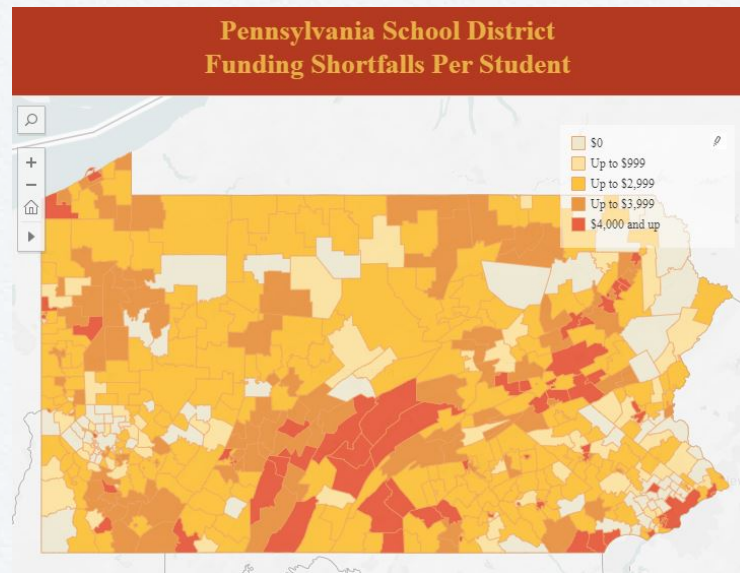 Pennsylvania School District
Funding Shortfalls Per Student
$0
Up to $999
Up to $2,999
Up to $3,999
$4,000 and up